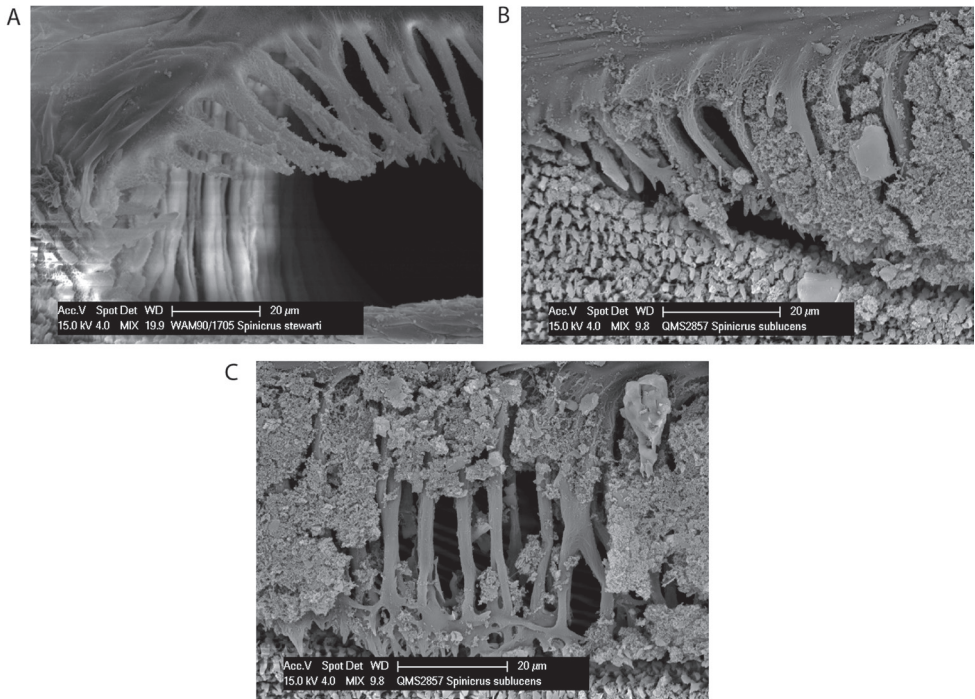 A
Acc.V Spot Det WD 20 µm
15.0 kV 4.0 MIX 19.9 WAM90/1705 Spinicrus stewarti
B
Acc.V Spot Det WD 20 µm
15.0 kV 4.0 MIX 9.8 QMS2857 Spinicrus sublucens
C
Acc.V Spot Det WD 20 µm
15.0 kV 4.0 MIX 9.8 QMS2857 Spinicrus sublucens